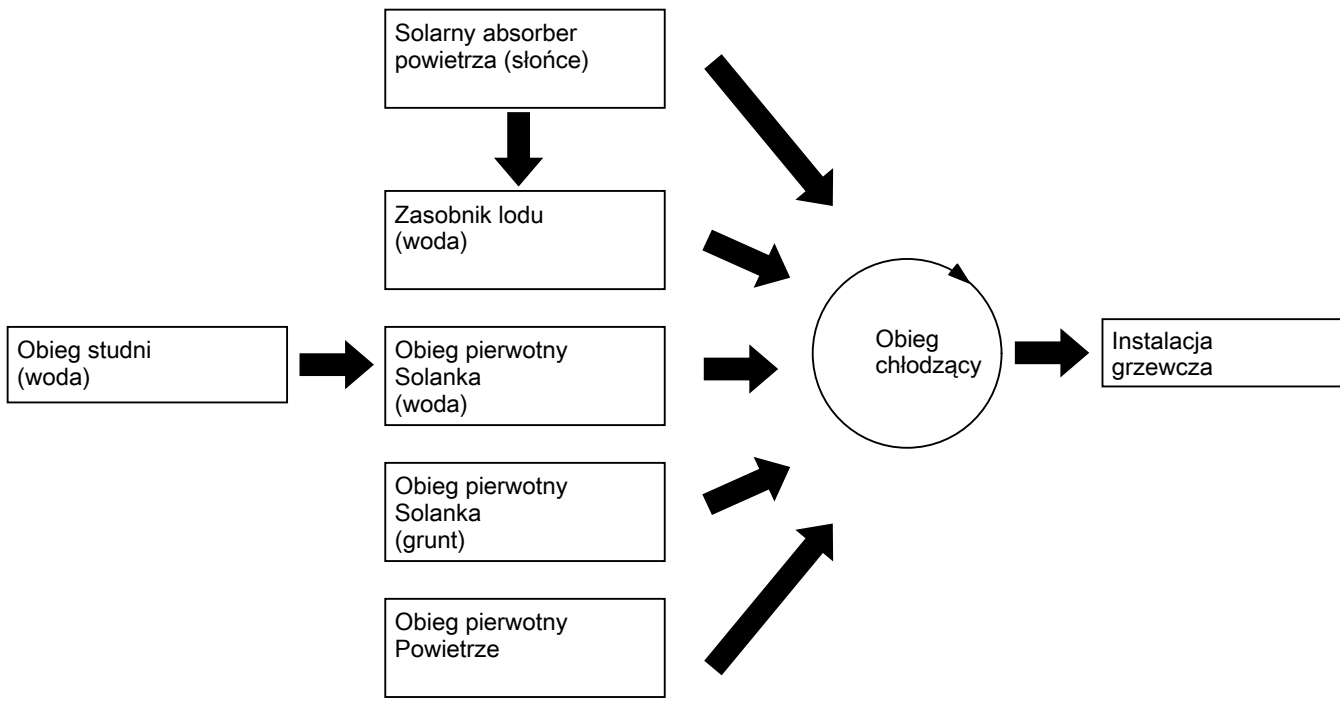 Solarny absorber
powietrza (słońce)
Zasobnik lodu
(woda)
Obieg studni
(woda)
Obieg pierwotny
Solanka
(woda)
Obieg pierwotny
Solanka
(grunt)
Obieg pierwotny
Powietrze
Obieg
chłodzący
Instalacja
grzewcza